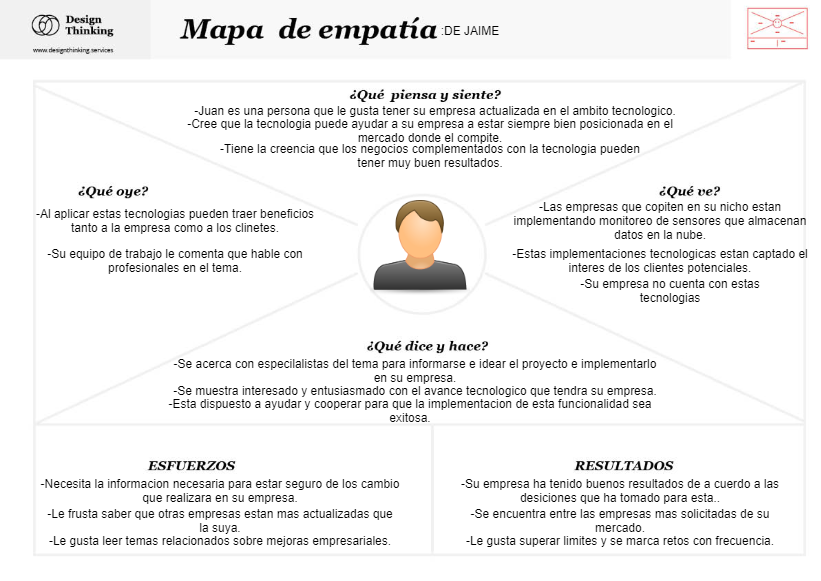 Design
Thinking
www.designthinking.services
Mapa de empatía :DE JAIME
¿Qué piensa y siente?
-Juan es una persona que le gusta tener su empresa actualizada en el ambito tecnologico.
-Cree que la tecnologia puede ayudar a su empresa a estar siempre bien posicionada en el
mercado donde el compite.
-Tiene la creencia que los negocios complementados con la tecnologia pueden
tener muy buen resultados.
¿Qué oye?
-Al aplicar estas tecnologias pueden traer beneficios
tanto a la empresa como a los clinetes.
-Su equipo de trabajo le comenta que hable con
profesionales en el tema.
¿Qué ve?
-Las empresas que copiten en su nicho estan
implementando monitoreo de sensores que almacenan
datos en la nube.
-Estas implementaciones tecnologicas estan captado el
interes de los clientes potenciales.
-Su empresa no cuenta con estas
tecnologias
¿Qué dice y hace?
-Se acerca con especilalistas del tema para informarse e idear el proyecto e implementarlo
en su empresa.
-Se muestra interesado y entusiasmado con el avance tecnologico que tendra su empresa.
-Esta dispuesto a ayudar y cooperar para que la implementacion de esta funcionalidad sea
exitosa.
ESFUERZOS
-Necesita la informacion necesaria para estar seguro de los cambio
que realizara en su empresa.
-Le frusta saber que otras empresas estan mas actualizadas que
la suya.
-Le gusta leer temas relacionados sobre mejoras empresariales.
RESULTADOS
-Su empresa ha tenido buenos resultados de a cuerdo a las
desiciones que ha tomado para esta..
-Se encuentra entre las empresas mas solicitadas de su
mercado.
-Le gusta superar limites y se marca retos con frecuencia.